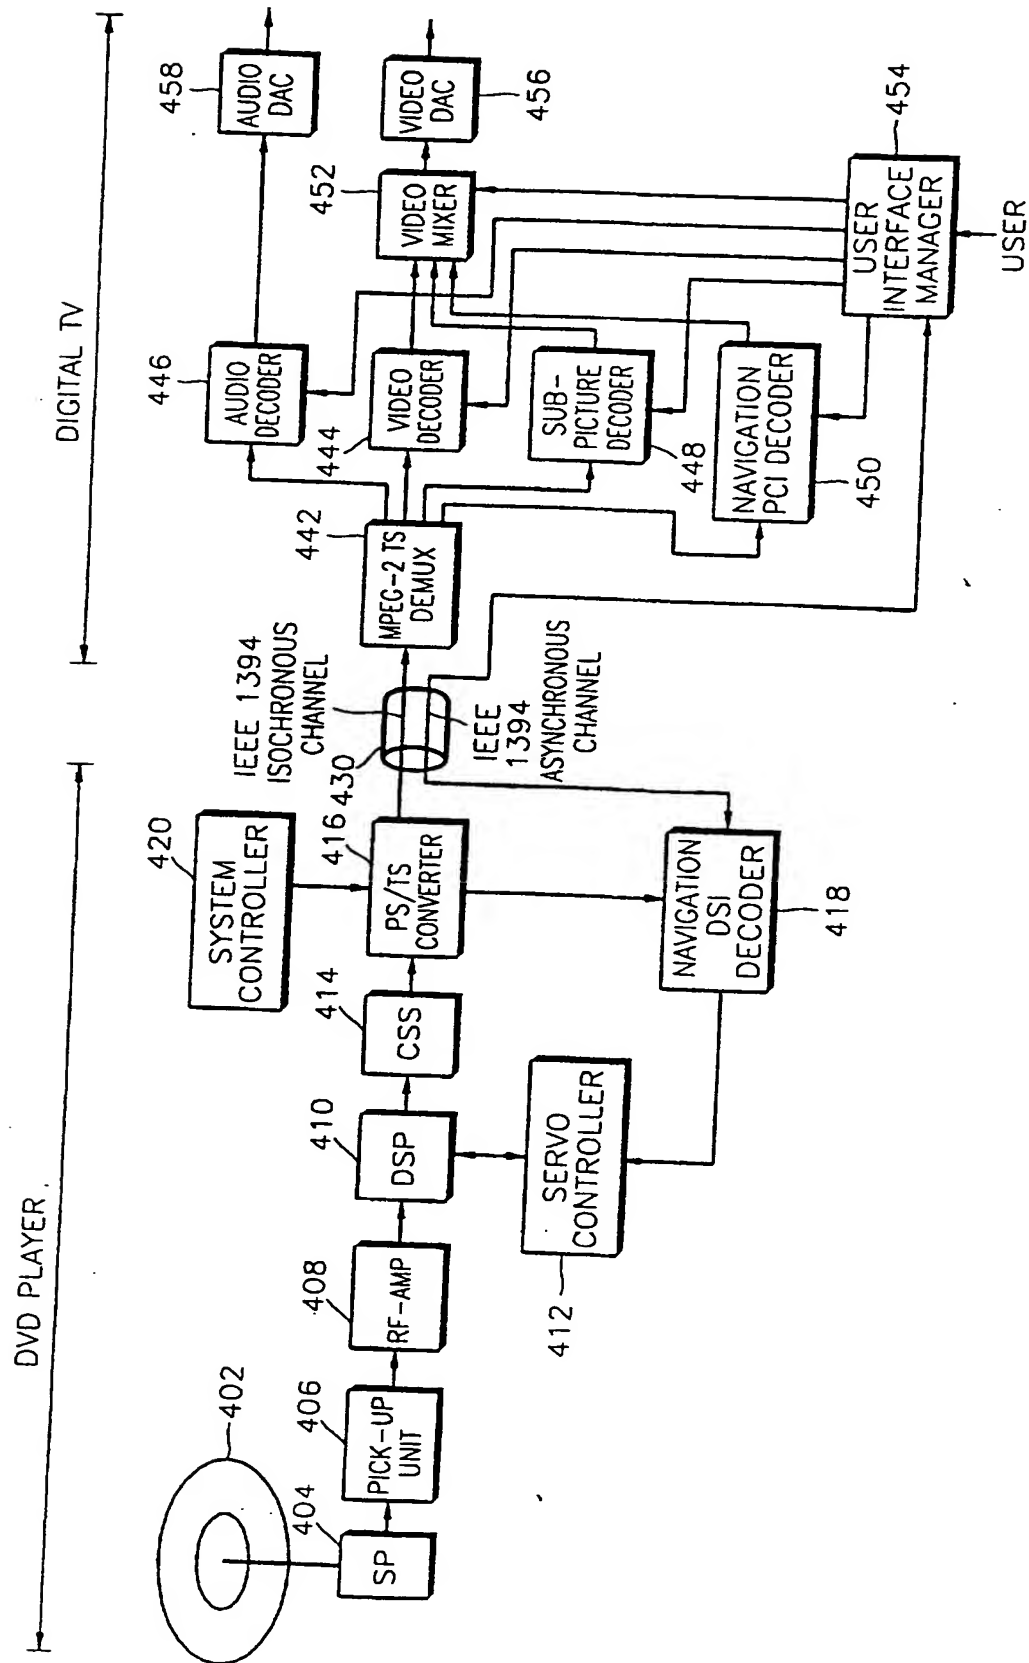 DVD PLAYER
DIGITAL TV
402
404
SP
406
PICK-UP
UNIT
408
RF-AMP
410
DSP
412
SERVO
CONTROLLER
414
CSS
420
SYSTEM
CONTROLLER
416
PS/TS
CONVERTER
NAVIGATION
DSI
DECODER
418
430
IEEE 1394
ISOCHRONOUS
CHANNEL
IEEE
1394
ASYNCHRONOUS
CHANNEL
442
MPEG-2 TS
DEMUX
446
AUDIO
DECODER
444
VIDEO
DECODER
SUB-
PICTURE
DECODER
448
NAVIGATION
PCI DECODER
450
452
VIDEO
MIXER
458
AUDIO
DAC
VIDEO
DAC
456
454
USER
INTERFACE
MANAGER
USER